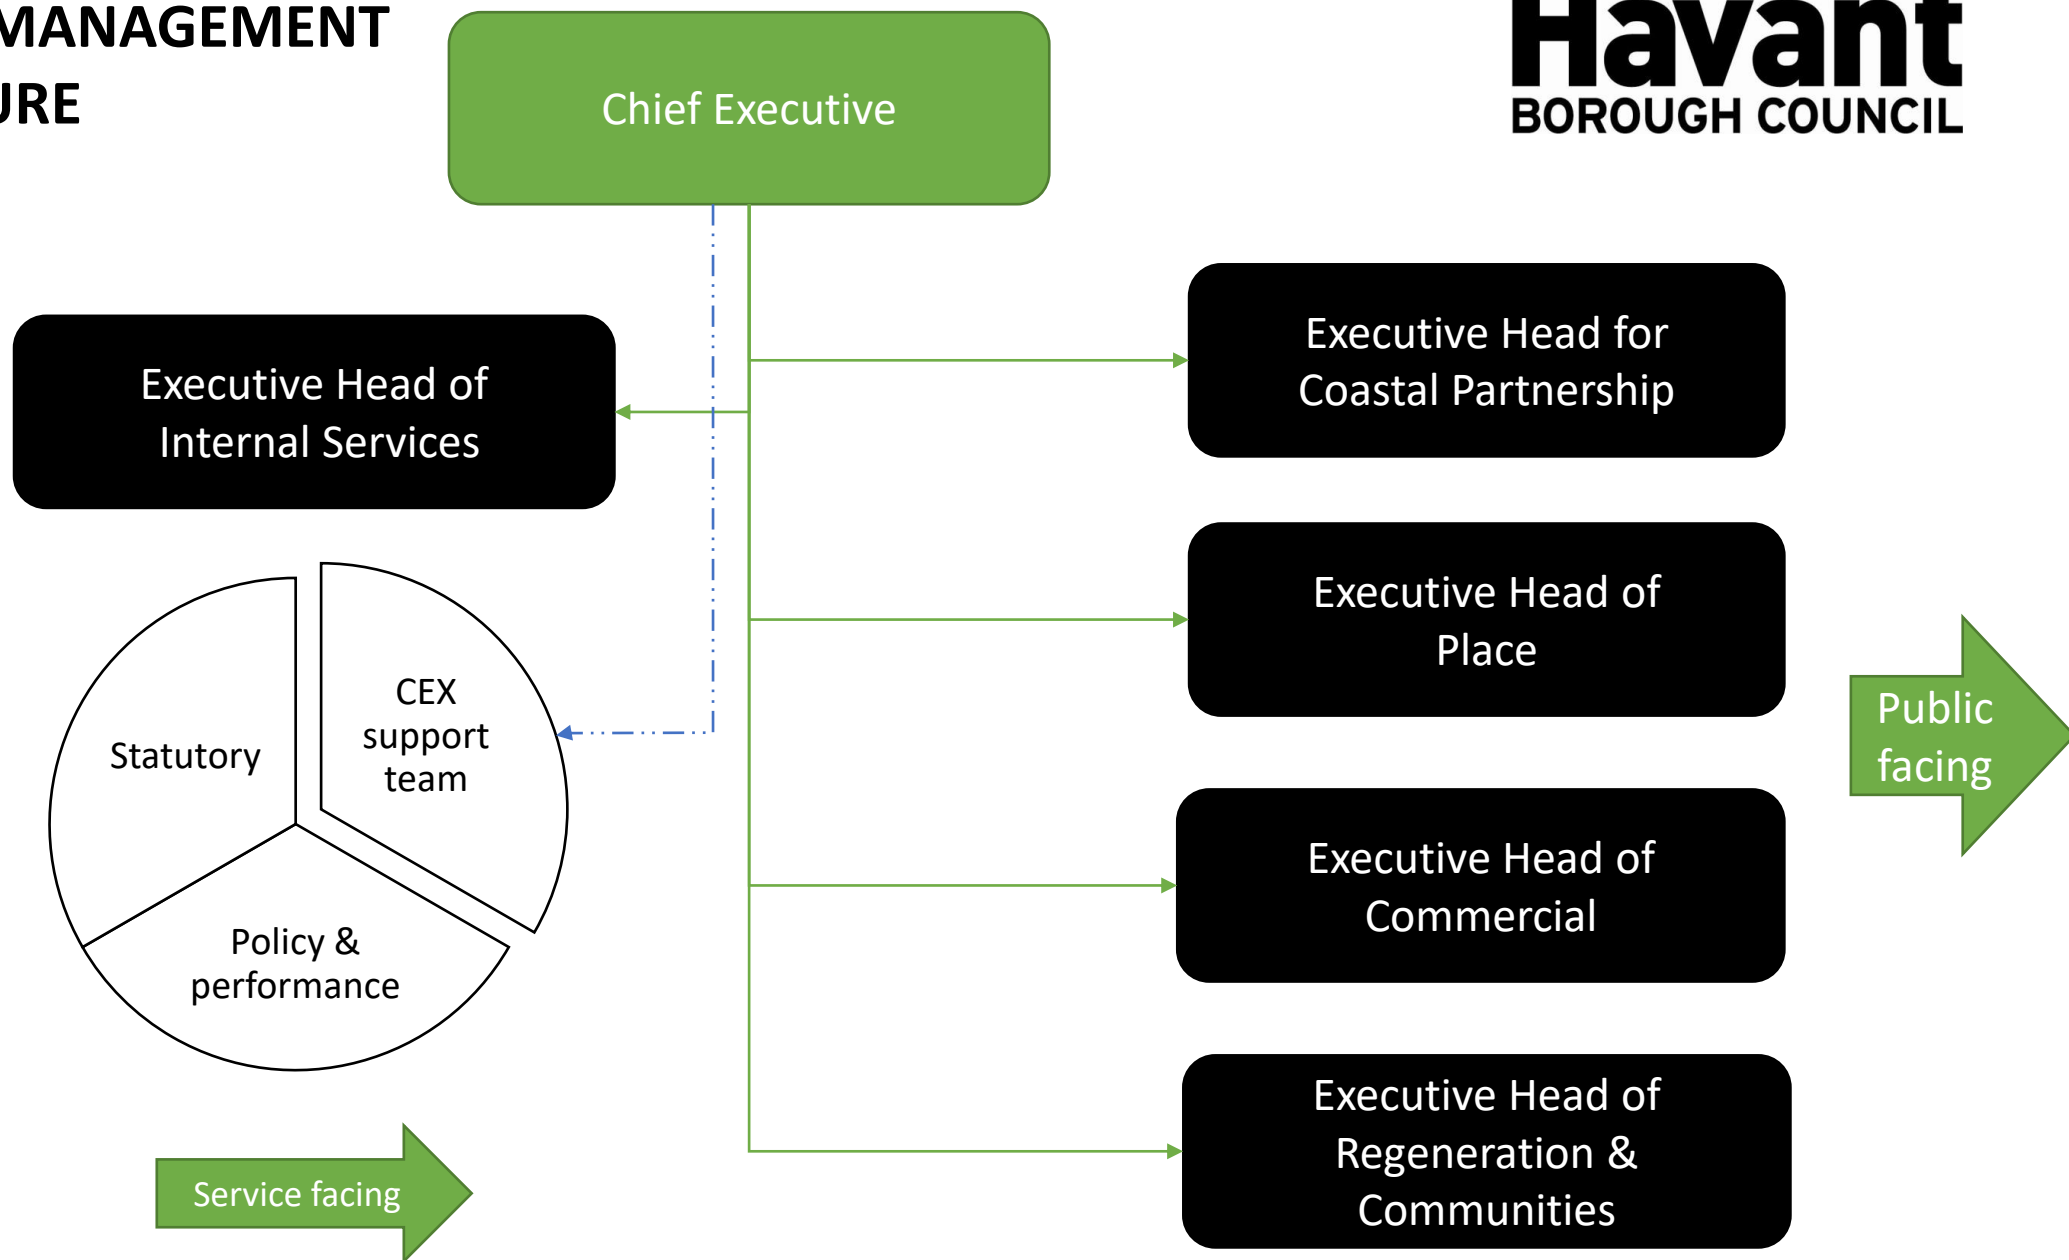 MANAGEMENT
URE
Havant
BOROUGH COUNCIL
Chief Executive
Executive Head of
Internal Services
Executive Head for
Coastal Partnership
Executive Head of
Place
Executive Head of
Commercial
Executive Head of
Regeneration &
Communities
Statutory
CEX
support
team
Policy &
performance
Service facing
Public
facing